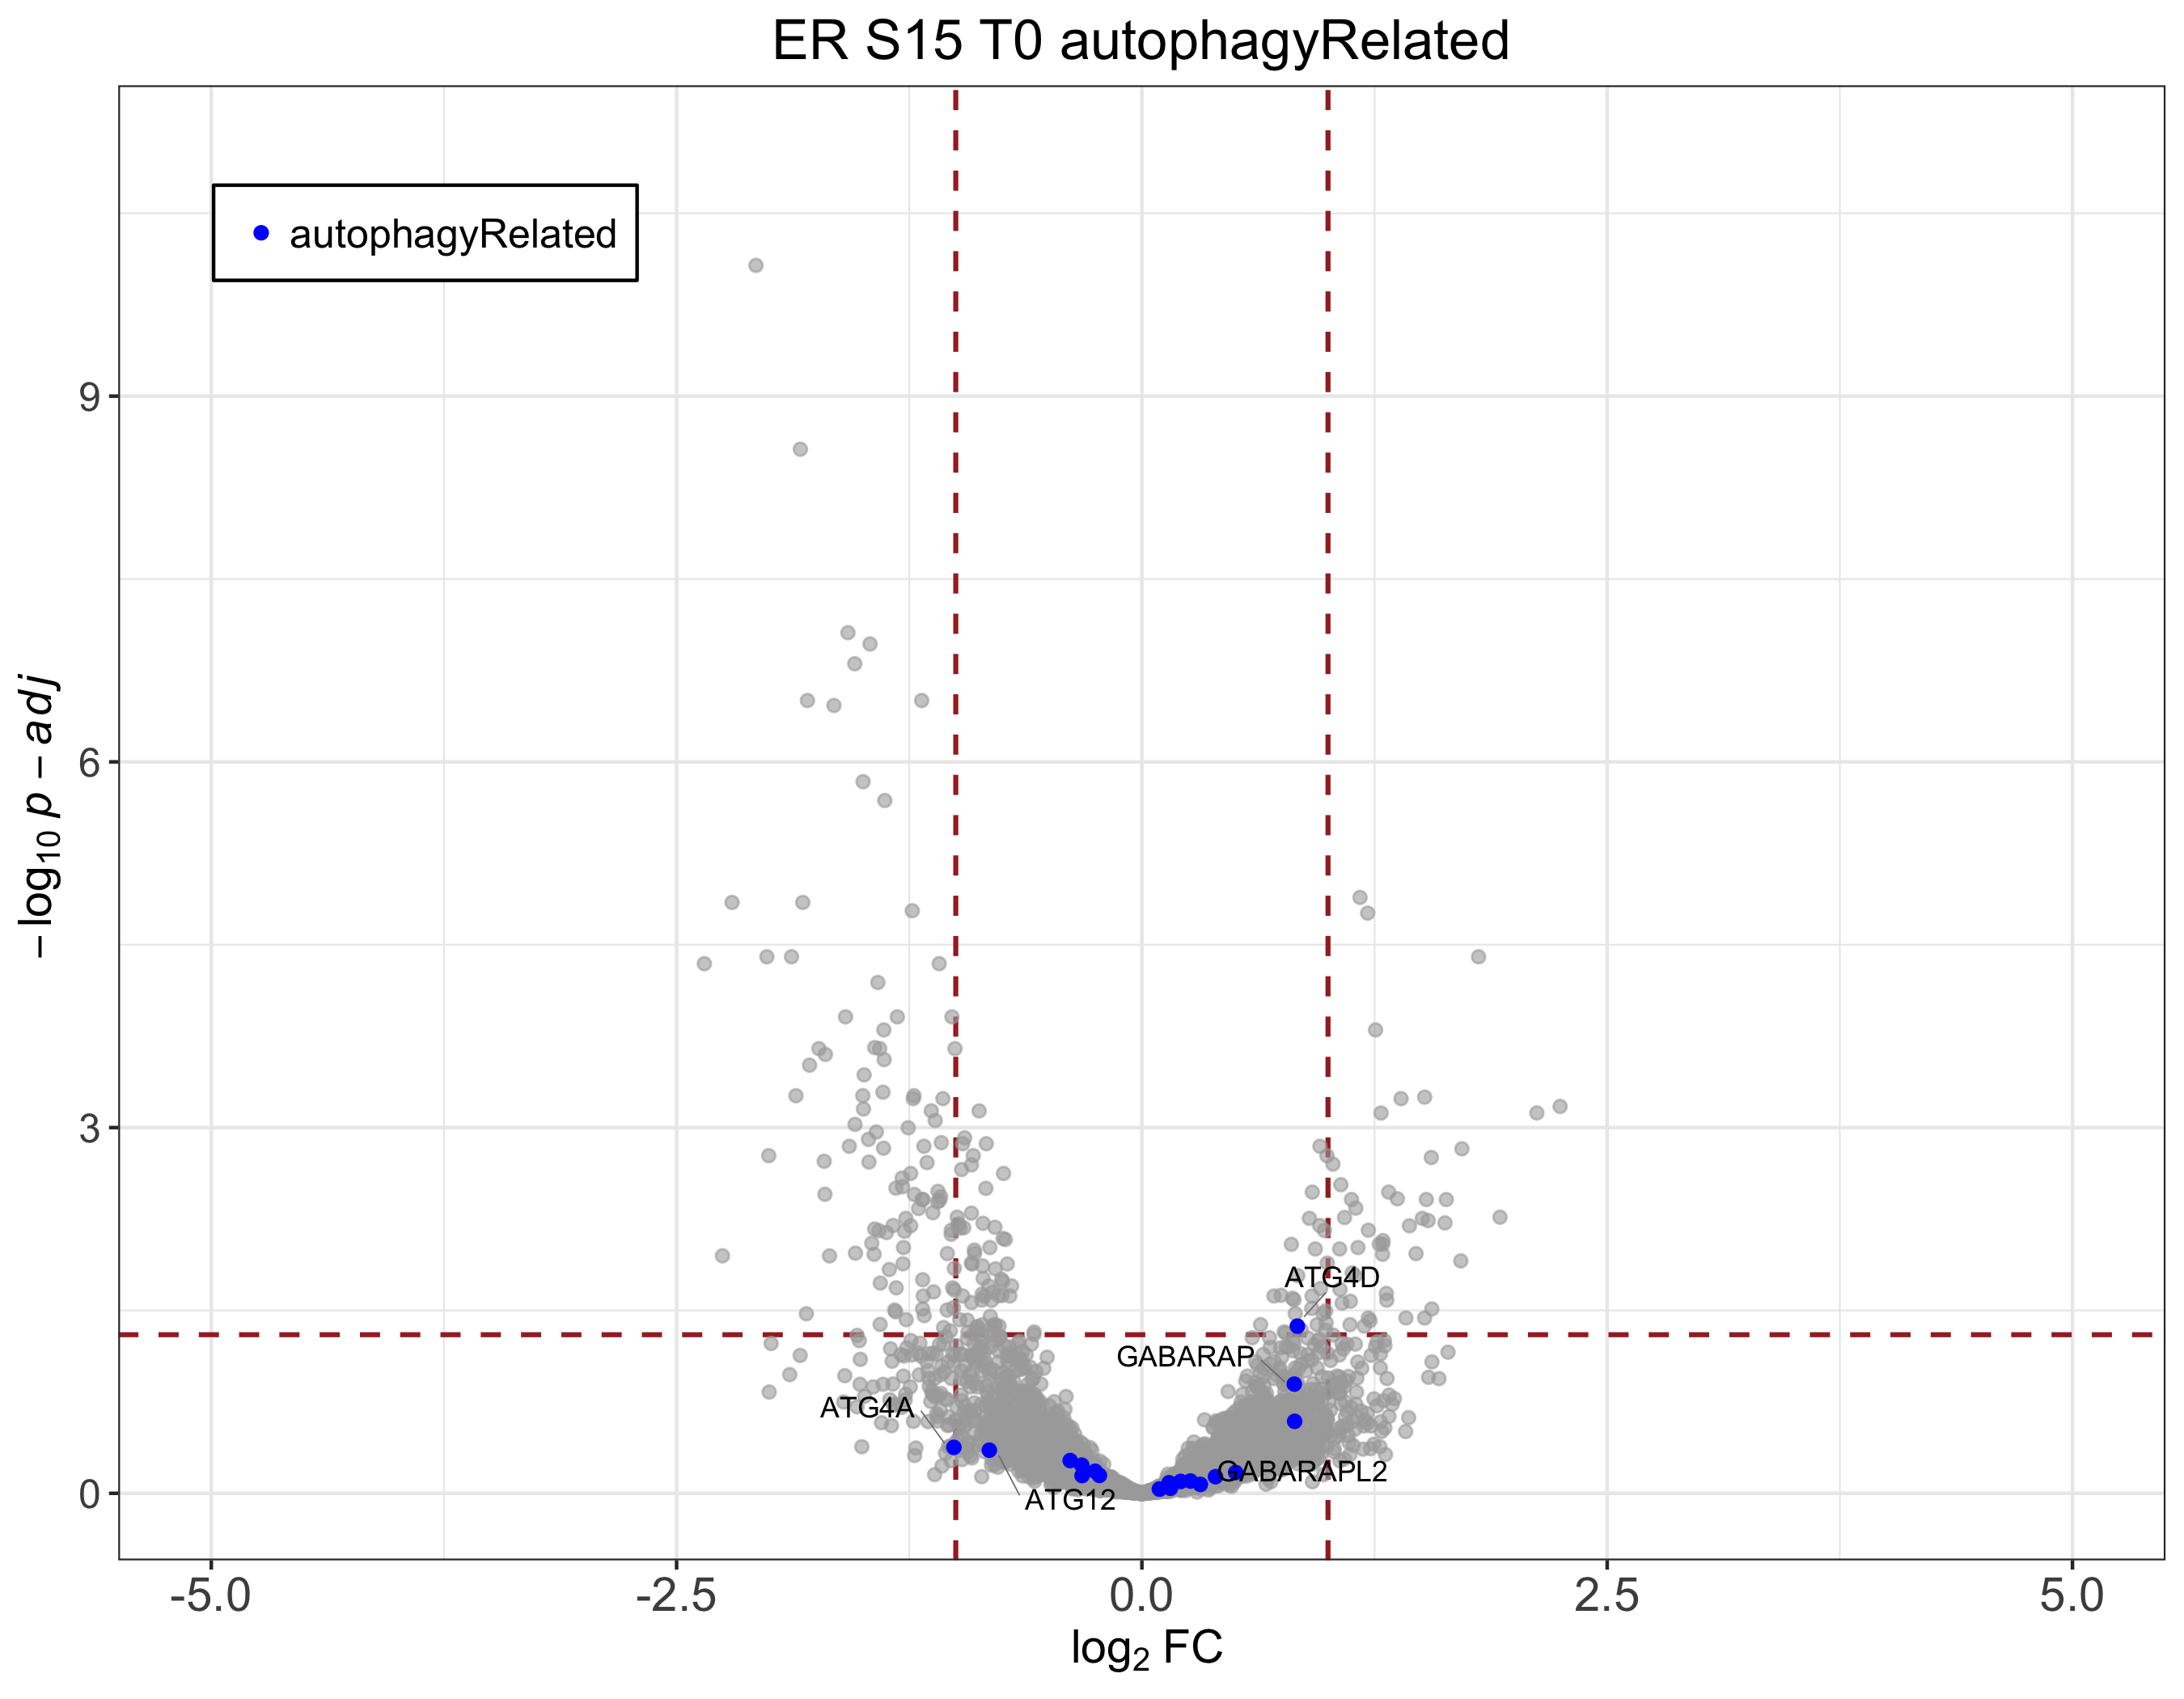 ER S15 T0 autophagyRelated
autophagyRelated
9
6
3
0
−log10 p − adj
ATG4D
GABARAP
ATG4A
GABARAPL2
ATG12
-5.0
-2.5
0.0
2.5
5.0
log2 FC